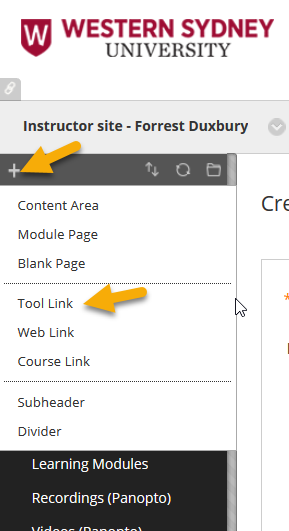 WESTERN SYDNEY
UNIVERSITY
Instructor site - Forrest Duxbury
Content Area
Module Page
Blank Page
Tool Link
Web Link
Course Link
Subheader
Divider
Learning Modules
Recordings (Panopto)
Videos (Panopto)